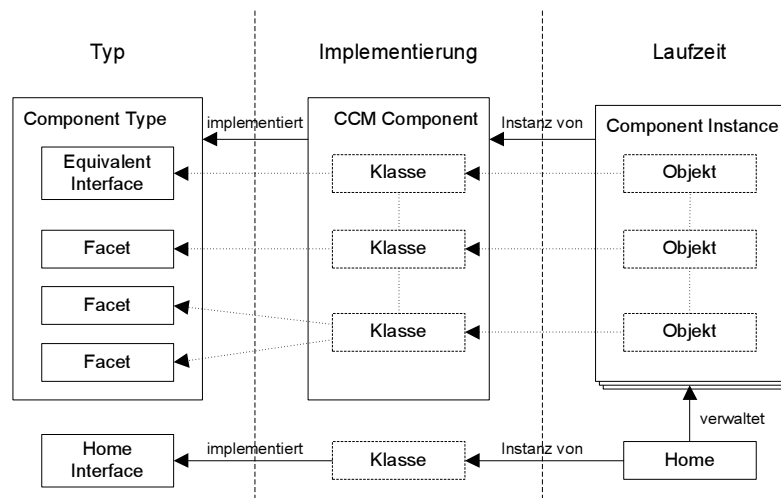 Typ
Implementierung
Laufzeit
Component Type
implementiert
CCM Component
Instanz von
Component Instance
Equivalent
Interface
Klasse
Objekt
Facet
Klasse
Objekt
Facet
Klasse
Objekt
Facet
verwaltet
Home
Interface
implementiert
Klasse
Instanz von
Home